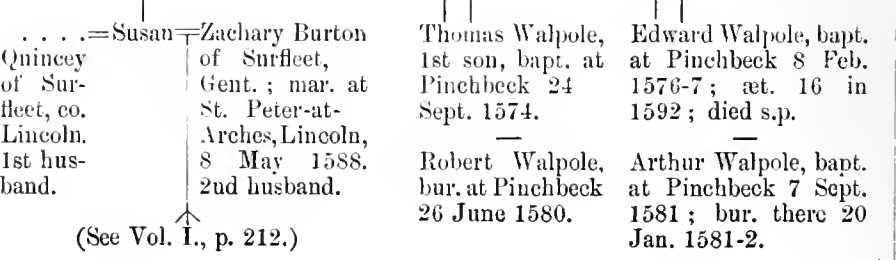 . . . .=Susan=Zachary Burton
Quincey
of Sur-
fleet, co.
Lincoln.
1st hus-
band.
of Surfleet,
Gent. ; mar. at
St. Peter-at-
Arches, Lincoln,
8 May 1588.
2nd husband.
(See Vol. I., p. 212.)
Thomas Walpole,
1st son, bapt. at
Pinchbeck 24
Sept. 1574.
—
Robert Walpole,
bur. at Pinchbeck
26 June 1580.
Edward Walpole, bapt.
at Pinchbeck 8 Feb.
1576-7 ; æt. 16 in
1592 ; died s.p.
—
Arthur Walpole, bapt.
at Pinchbeck 7 Sept.
1581 ; bur. there 20
Jan. 1581-2.